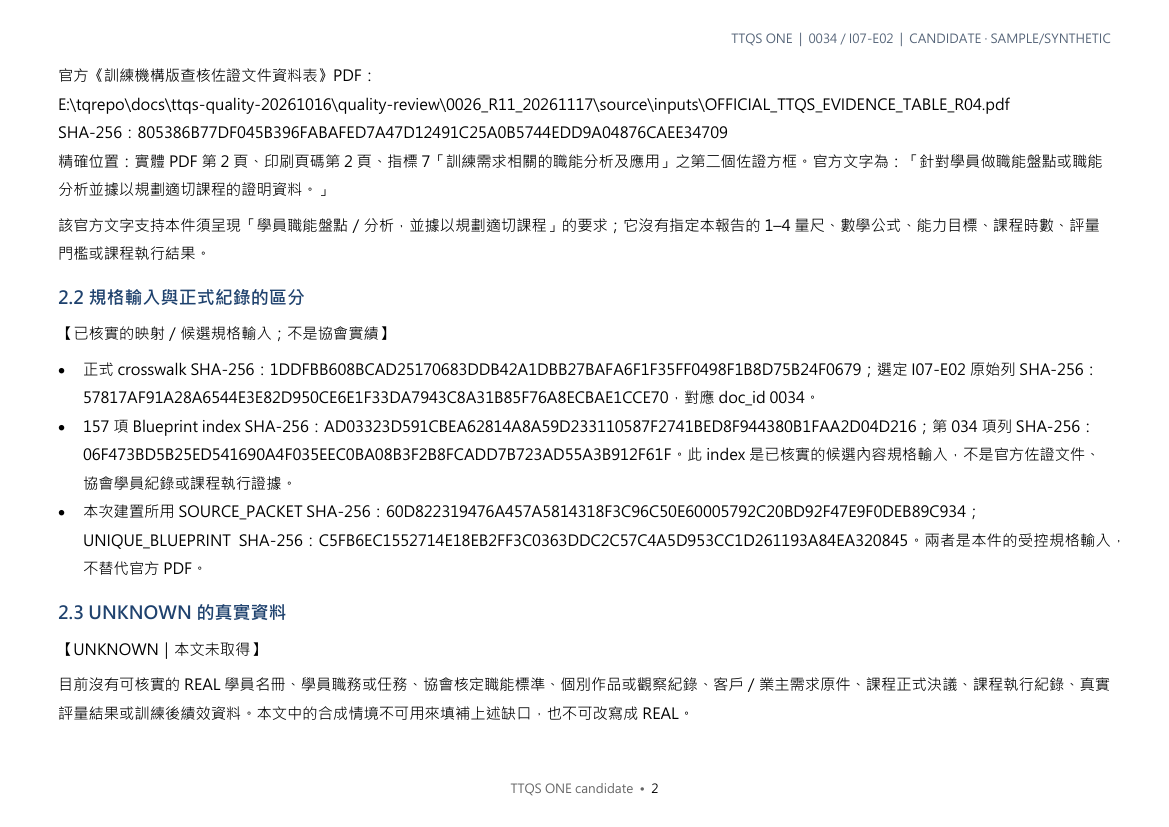 TTQS ONE | 0034 / I07-E02 | CANDIDATE · SAMPLE/SYNTHETIC
官方《訓練機構版查核佐證文件資料表》PDF：
E:\tqrepo\docs\ttqs-quality-20261016\quality-review\0026_R11_20261117\source\inputs\OFFICIAL_TTQS_EVIDENCE_TABLE_R04.pdf
SHA-256：805386B77DF045B396FABAFED7A47D12491C25A0B5744EDD9A04876CAEE34709
精確位置：實體 PDF 第 2 頁、印刷頁碼第 2 頁、指標 7「訓練需求相關的職能分析及應用」之第二個佐證方框。官方文字為：「針對學員做職能盤點或職能
分析並據以規劃適切課程的證明資料。」
該官方文字支持本件須呈現「學員職能盤點 / 分析，並據以規劃適切課程」的要求；它沒有指定本報告的 1–4 量尺、數學公式、能力目標、課程時數、評量
門檻或課程執行結果。
2.2 規格輸入與正式紀錄的區分
【已核實的映射 / 候選規格輸入；不是協會實績】
• 正式 crosswalk SHA-256：1DDFBB608BCAD25170683DDB42A1DBB27BAFA6F1F35FF0498F1B8D75B24F0679；選定 I07-E02 原始列 SHA-256：
57817AF91A28A6544E3E82D950CE6E1F33DA7943C8A31B85F76A8ECBAE1CCE70，對應 doc_id 0034。
• 157 項 Blueprint index SHA-256：AD03323D591CBEA62814A8A59D233110587F2741BED8F944380B1FAA2D04D216；第 034 項列 SHA-256：
06F473BD5B25ED541690A4F035EEC0BA08B3F2B8FCADD7B723AD55A3B912F61F。此 index 是已核實的候選內容規格輸入，不是官方佐證文件、
協會學員紀錄或課程執行證據。
• 本次建置所用 SOURCE_PACKET SHA-256：60D822319476A457A5814318F3C96C50E60005792C20BD92F47E9F0DEB89C934；
UNIQUE_BLUEPRINT SHA-256：C5FB6EC1552714E18EB2FF3C0363DDC2C57C4A5D953CC1D261193A84EA320845。兩者是本件的受控規格輸入，
不替代官方 PDF。
2.3 UNKNOWN 的真實資料
【UNKNOWN | 本文未取得】
目前沒有可核實的 REAL 學員名冊、學員職務或任務、協會核定職能標準、個別作品或觀察紀錄、客戶 / 業主需求原件、課程正式決議、課程執行紀錄、真實
評量結果或訓練後績效資料。本文中的合成情境不可用來填補上述缺口，也不可改寫成 REAL。
TTQS ONE candidate • 2